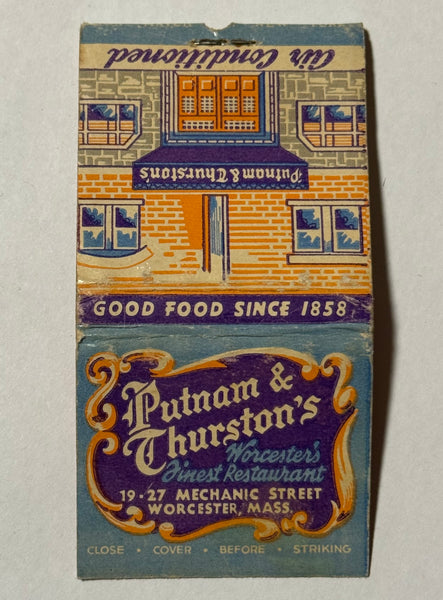 Air Conditioned
Putnam & Thurston's
GOOD FOOD SINCE 1858
Putnam &
Thurston's
Worcester's
Finest Restaurant
19-27 MECHANIC STREET
WORCESTER, MASS.
CLOSE • COVER • BEFORE • STRIKING